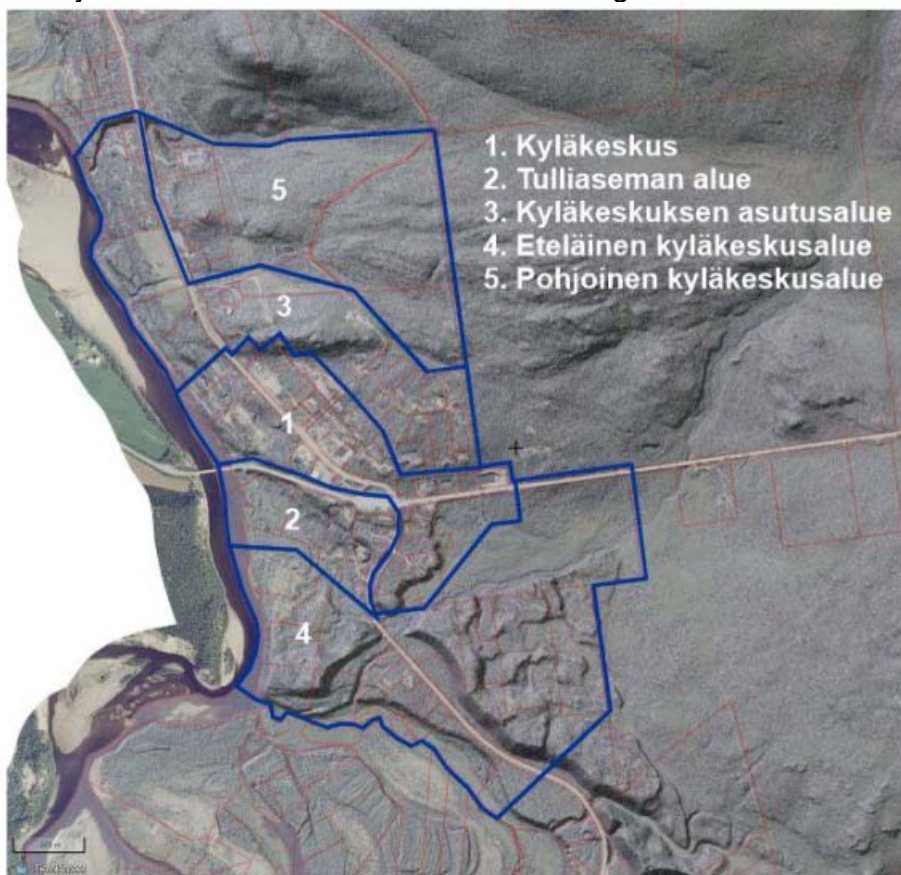 1. Kyläkeskus
2. Tulliaseman alue
3. Kyläkeskuksen asutusalue
4. Eteläinen kyläkeskusalue
5. Pohjoinen kyläkeskusalue
5
3
1
2
4